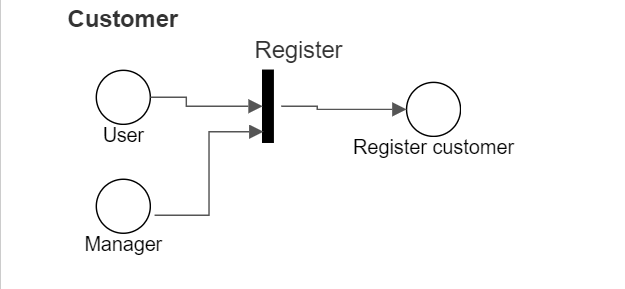 Customer
Register
User
Register customer
Manager